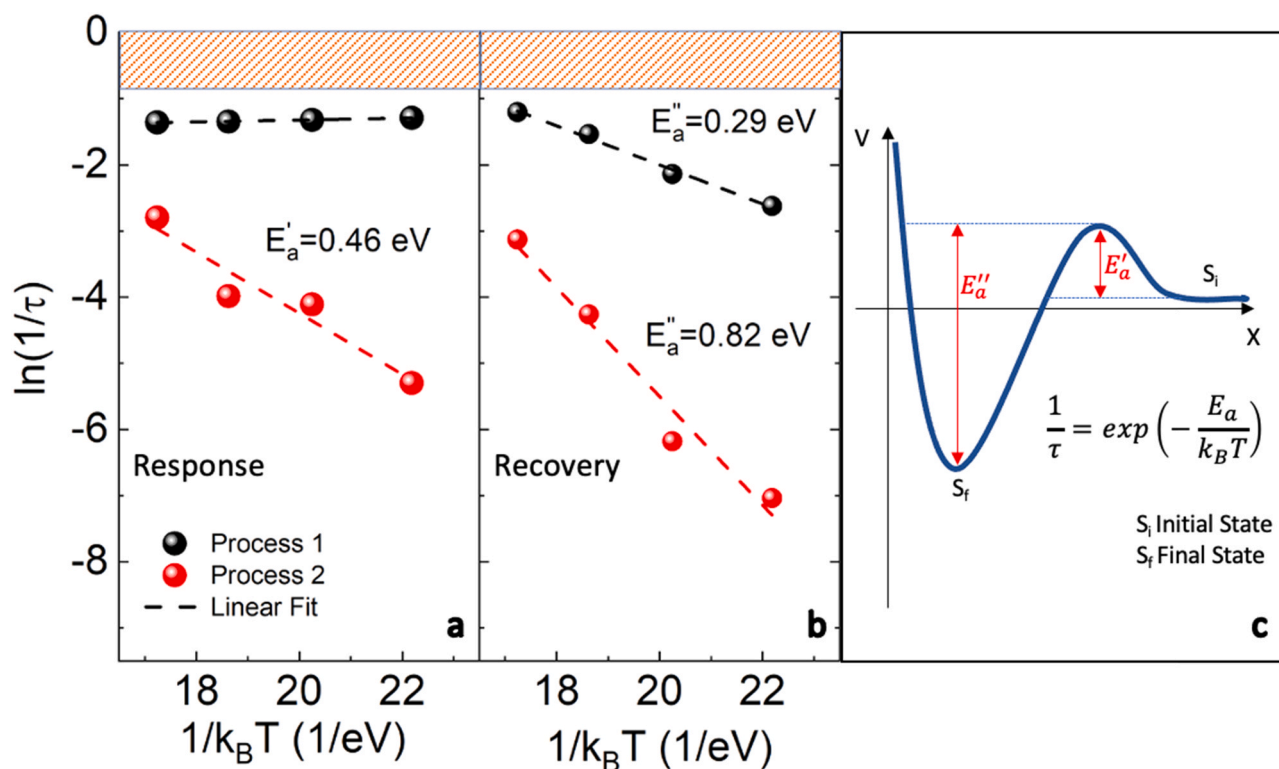 0
-2
-4
-6
-8
ln(1/τ)
E'a=0.46 eV
Response
Process 1
Process 2
Linear Fit
a
18
20
22
1/kBT (1/eV)
E"a=0.29 eV
E"a=0.82 eV
Recovery
b
18
20
22
1/kBT (1/eV)
V
E''a
E'a
Si
X
Sf
1/τ = exp(-Ea/kBT)
Si Initial State
Sf Final State
c